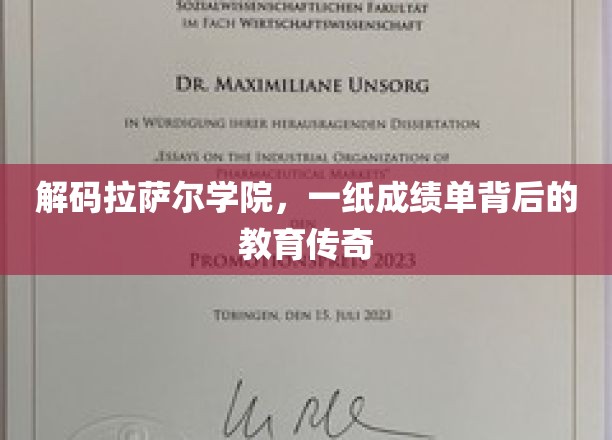 SOZIALWISSENSCHAFTLICHEN FAKULTÄT
IM FACH WIRTSCHAFTSWISSENSCHAFT
DR. MAXIMILIANE UNSORG
IN WÜRDIGUNG IHRER HERAUSRAGENDEN DISSERTATION
„ESSAYS ON THE INDUSTRIAL ORGANIZATION OF
PHARMACEUTICAL MARKETS"
解码拉萨尔学院，一纸成绩单背后的
教育传奇
DEN
PROMOTIONSPREIS 2023
TÜBINGEN, DEN 15. JULI 2023